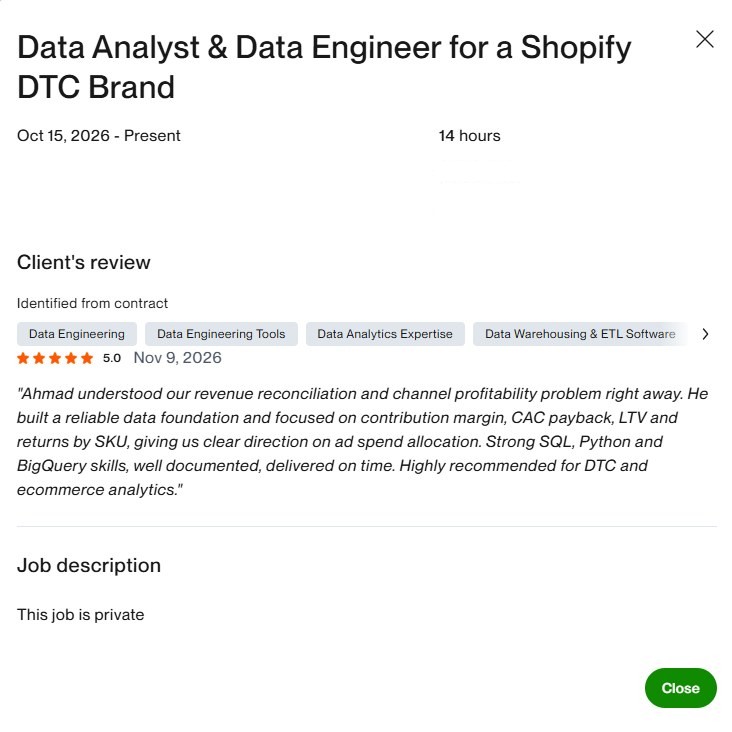 Data Analyst & Data Engineer for a Shopify
DTC Brand
Oct 15, 2026 - Present
14 hours
Client's review
Identified from contract
Data Engineering
Data Engineering Tools
Data Analytics Expertise
Data Warehousing & ETL Software
5.0 Nov 9, 2026
"Ahmad understood our revenue reconciliation and channel profitability problem right away. He
built a reliable data foundation and focused on contribution margin, CAC payback, LTV and
returns by SKU, giving us clear direction on ad spend allocation. Strong SQL, Python and
BigQuery skills, well documented, delivered on time. Highly recommended for DTC and
ecommerce analytics."
Job description
This job is private
Close